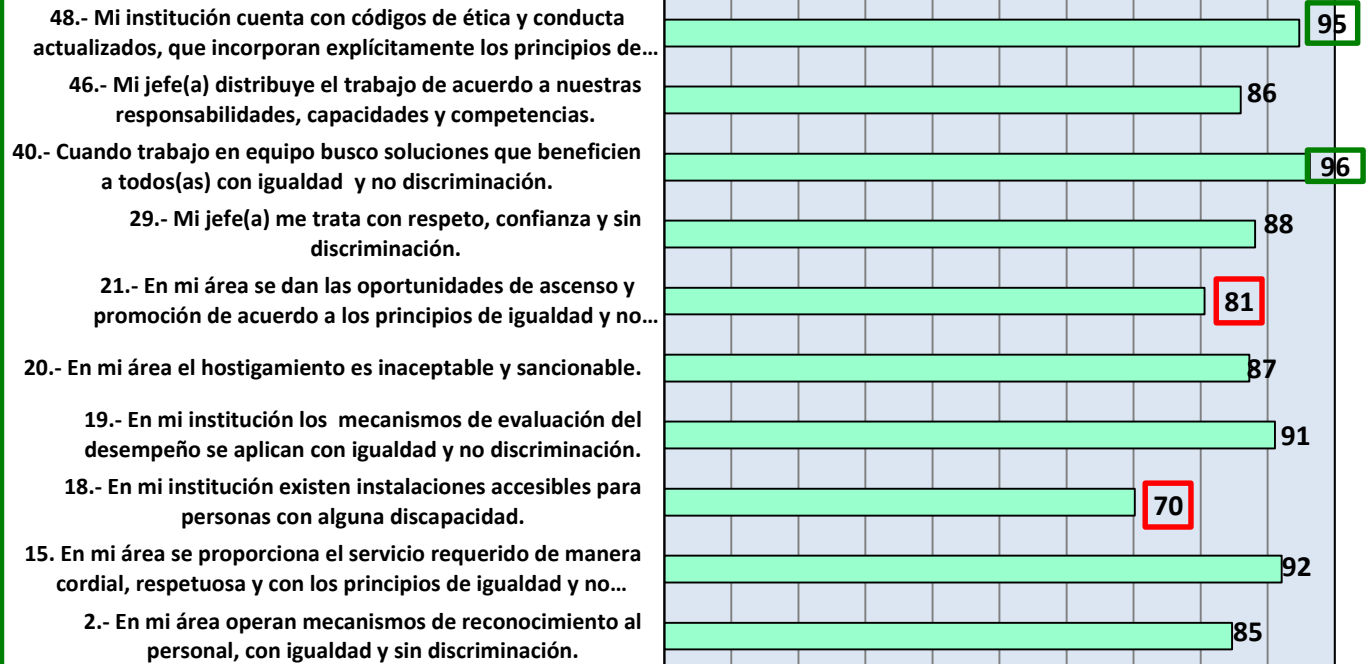 48.- Mi institución cuenta con códigos de ética y conducta
actualizados, que incorporan explícitamente los principios de…
95
46.- Mi jefe(a) distribuye el trabajo de acuerdo a nuestras
responsabilidades, capacidades y competencias.
86
40.- Cuando trabajo en equipo busco soluciones que beneficien
a todos(as) con igualdad y no discriminación.
96
29.- Mi jefe(a) me trata con respeto, confianza y sin
discriminación.
88
21.- En mi área se dan las oportunidades de ascenso y
promoción de acuerdo a los principios de igualdad y no…
81
20.- En mi área el hostigamiento es inaceptable y sancionable.
87
19.- En mi institución los mecanismos de evaluación del
desempeño se aplican con igualdad y no discriminación.
91
18.- En mi institución existen instalaciones accesibles para
personas con alguna discapacidad.
70
15. En mi área se proporciona el servicio requerido de manera
cordial, respetuosa y con los principios de igualdad y no…
92
2.- En mi área operan mecanismos de reconocimiento al
personal, con igualdad y sin discriminación.
85